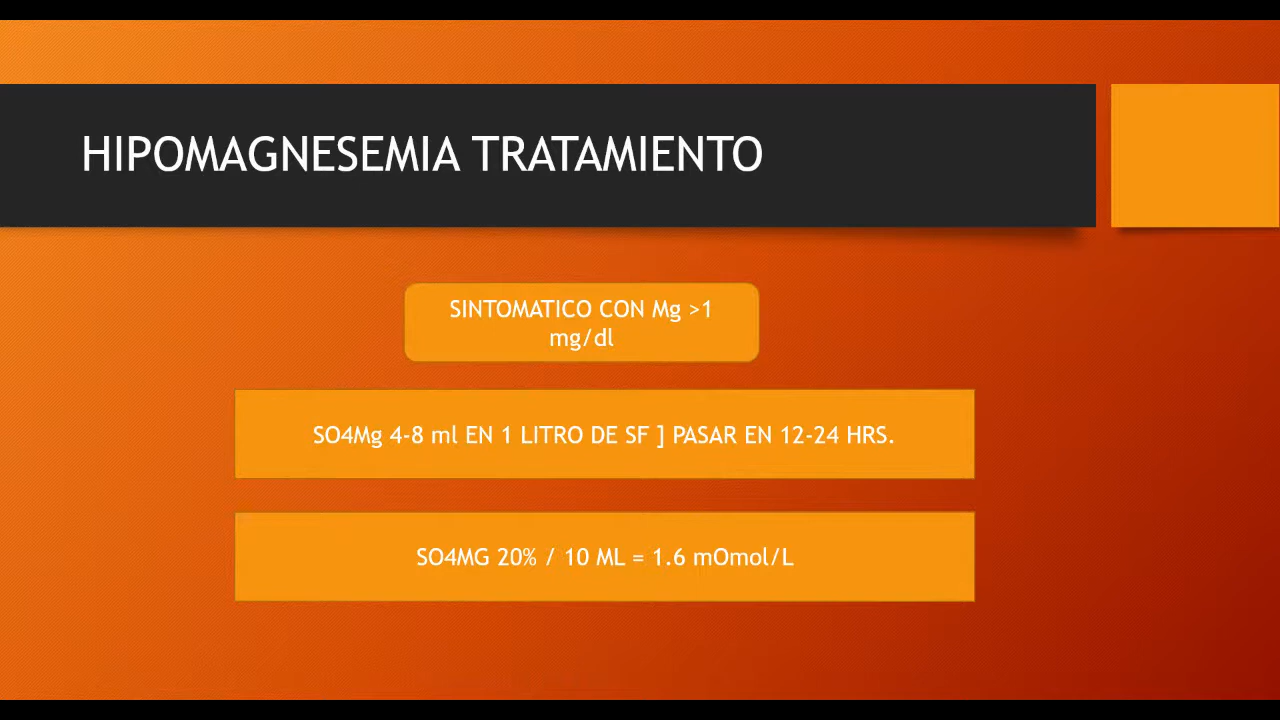 HIPOMAGNESEMIA TRATAMIENTO
SINTOMATICO CON Mg >1
mg/dl
SO4Mg 4-8 ml EN 1 LITRO DE SF ] PASAR EN 12-24 HRS.
SO4MG 20% / 10 ML = 1.6 mOmol/L